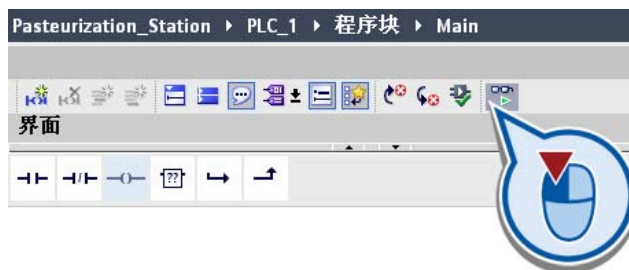 Pasteurization_Station ▸ PLC_1 ▸ 程序块 ▸ Main
界面
??